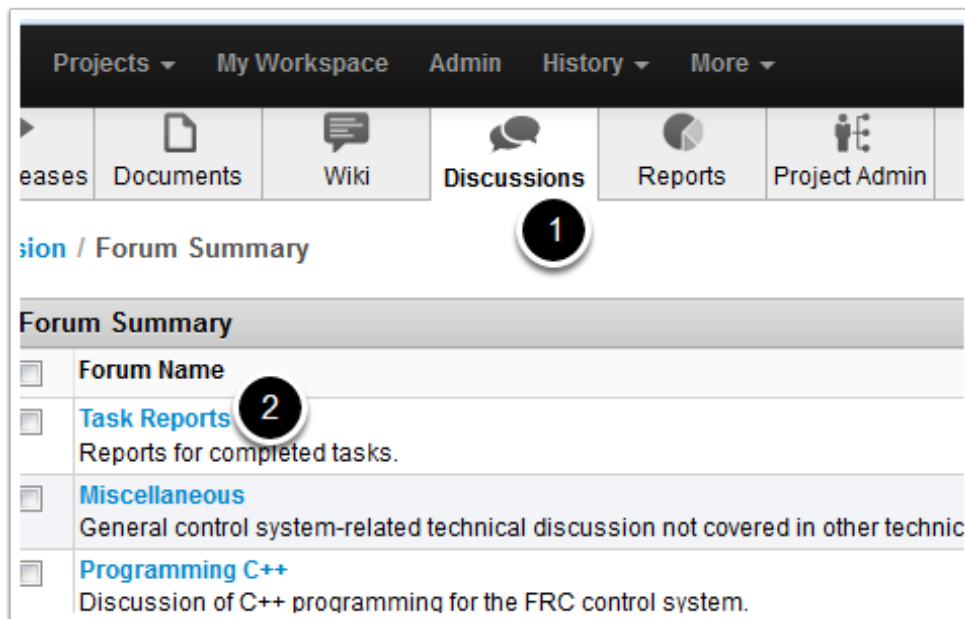 Projects My Workspace Admin History More
eases Documents Wiki Discussions Reports Project Admin
1
sion / Forum Summary
Forum Summary
Forum Name
Task Reports 2
Reports for completed tasks.
Miscellaneous
General control system-related technical discussion not covered in other technic
Programming C++
Discussion of C++ programming for the FRC control system.